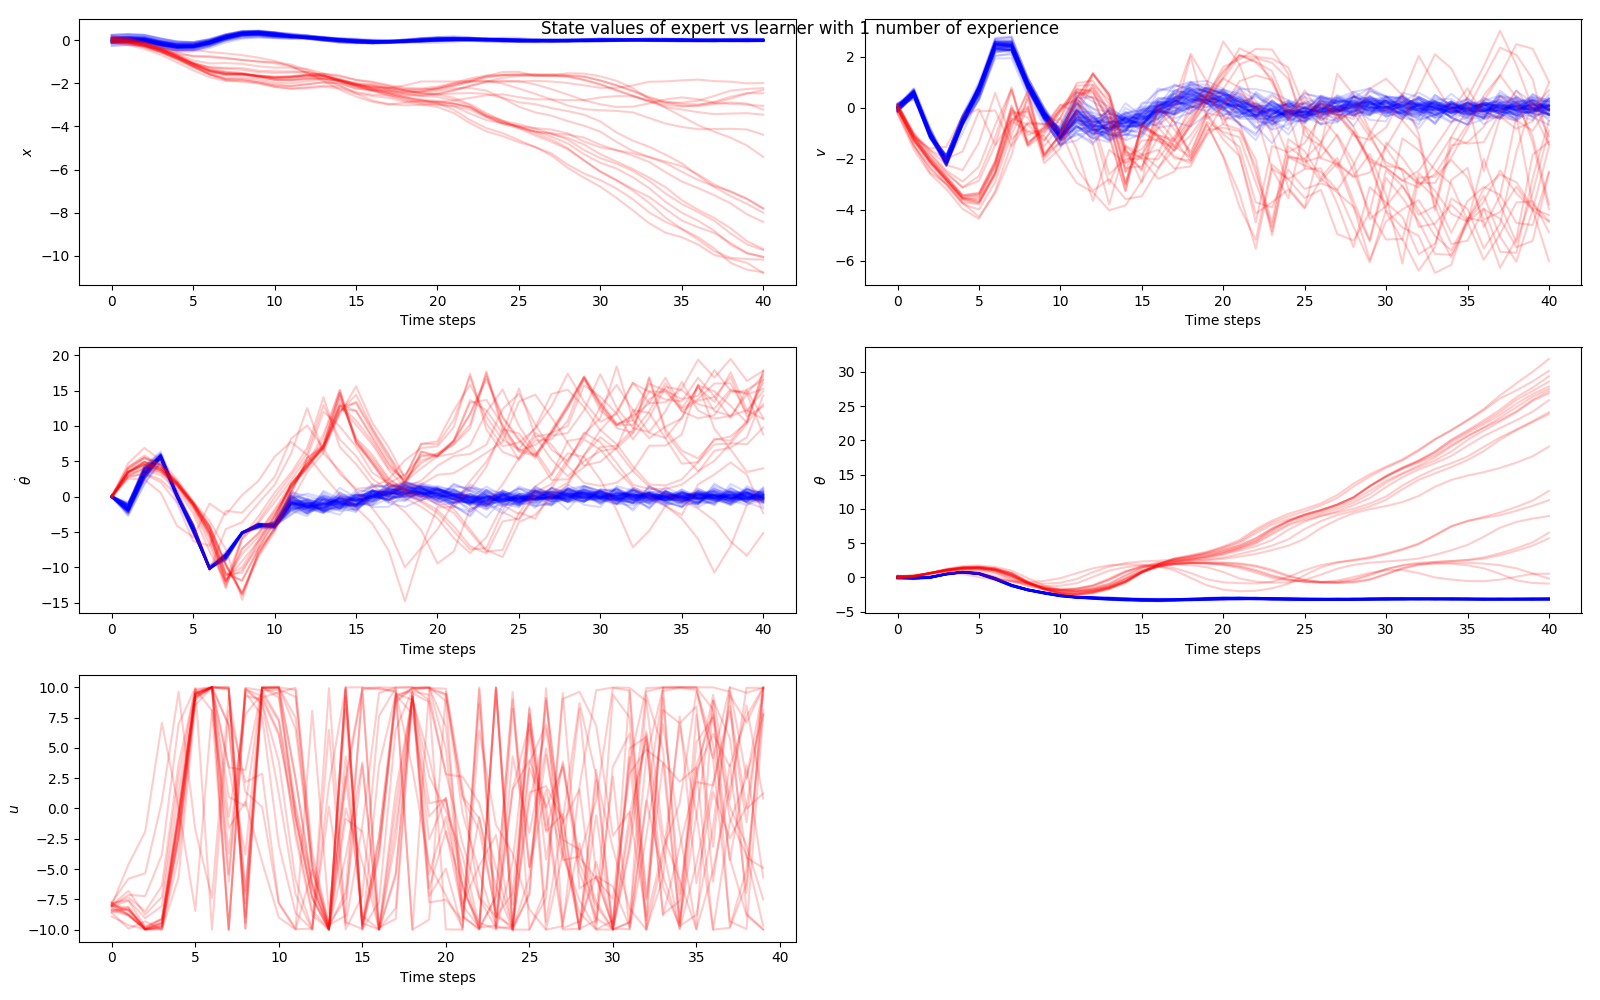 State values of expert vs learner with 1 number of experience
0
−2
−4
−6
−8
−10
x
0 5 10 15 20 25 30 35 40
Time steps
2
0
−2
−4
−6
v
0 5 10 15 20 25 30 35 40
Time steps
20
15
10
5
0
−5
−10
−15
θ̇
0 5 10 15 20 25 30 35 40
Time steps
30
25
20
15
10
5
0
−5
θ
0 5 10 15 20 25 30 35 40
Time steps
10.0
7.5
5.0
2.5
0.0
−2.5
−5.0
−7.5
−10.0
u
0 5 10 15 20 25 30 35 40
Time steps